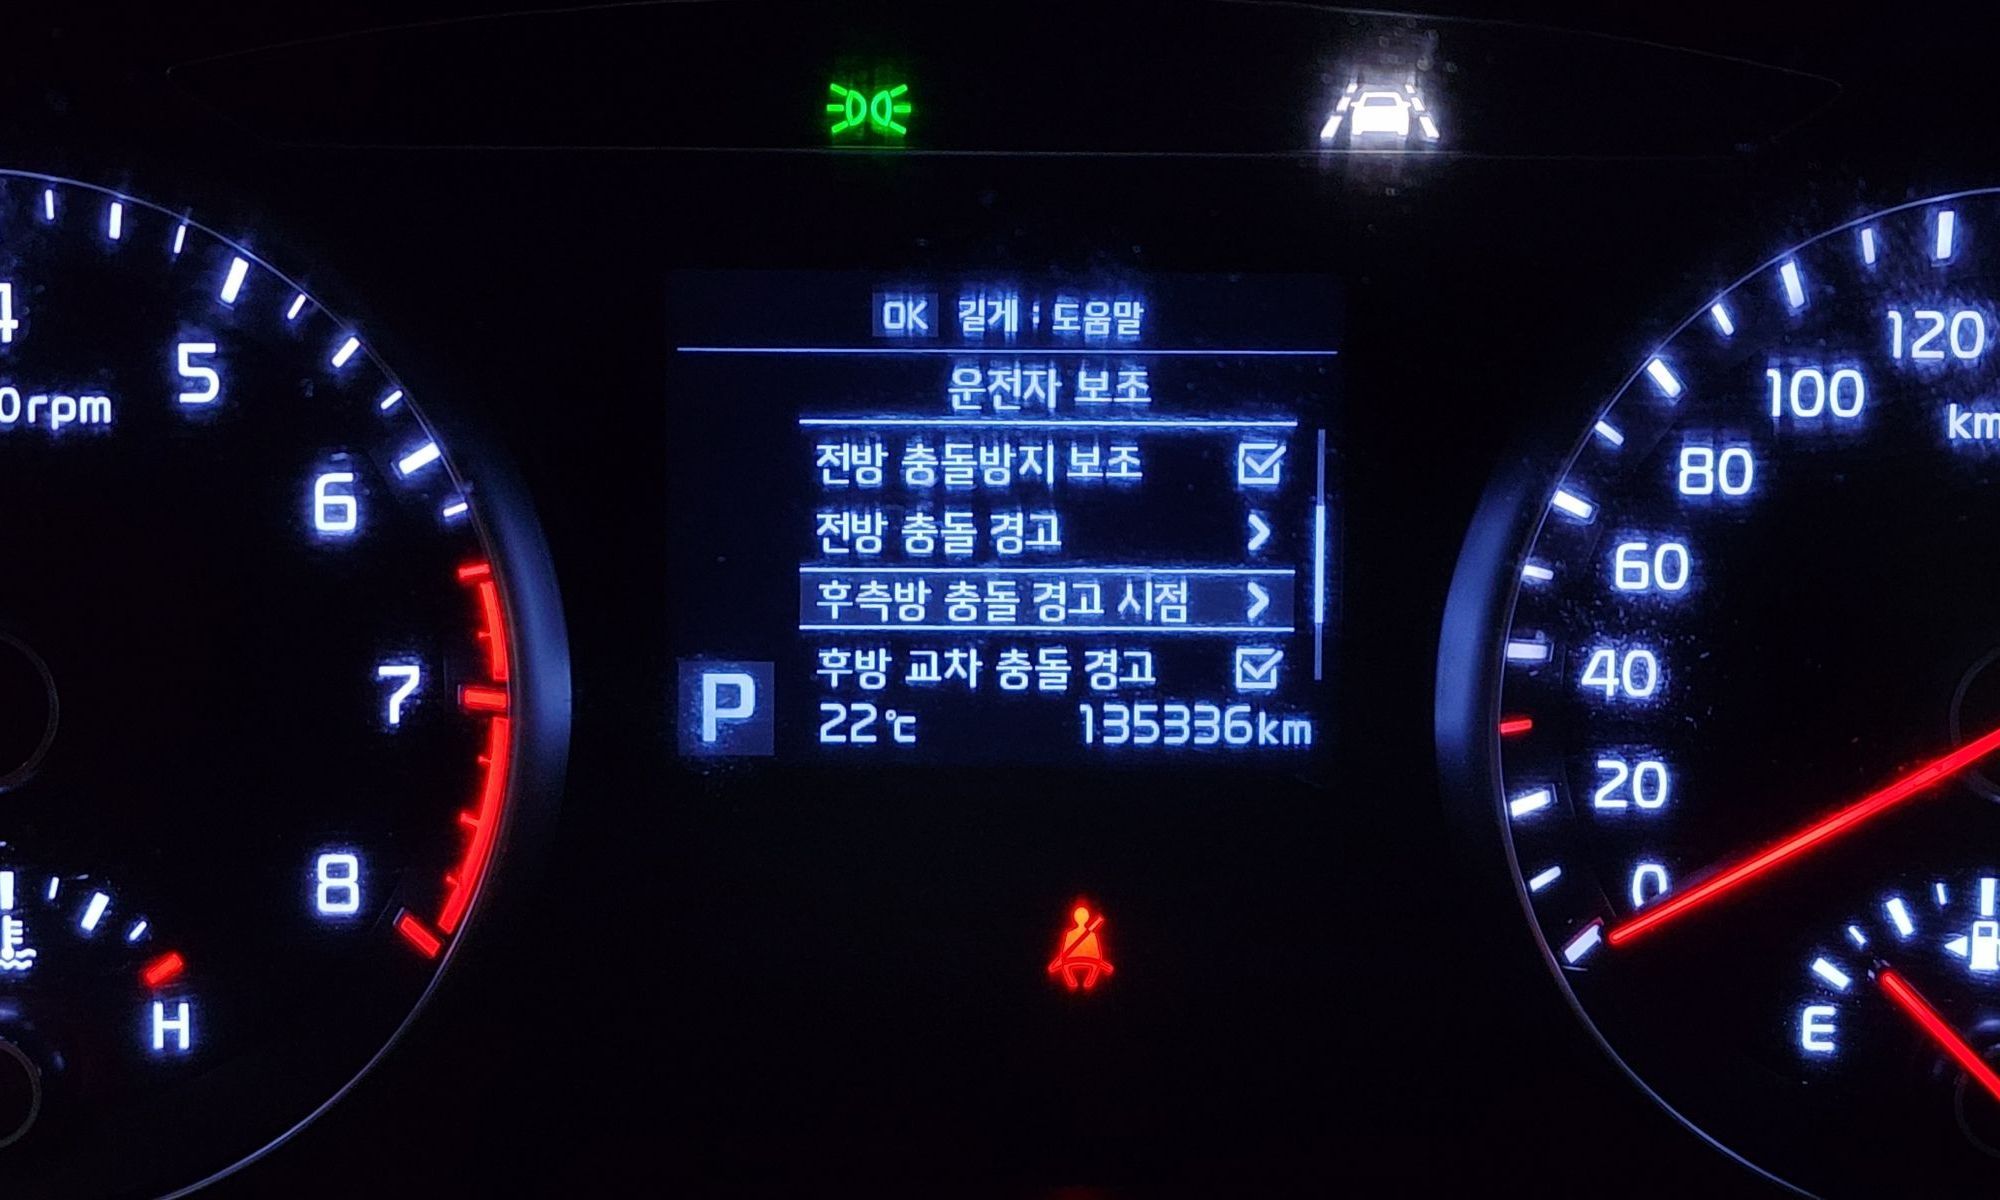 OK 길게 : 도움말
운전자 보조
전방 충돌방지 보조
전방 충돌 경고
후측방 충돌 경고 시점
후방 교차 충돌 경고
P
22℃ 135336km
4
5
6
7
8
0rpm
H
120
100
80
60
40
20
0
km
E